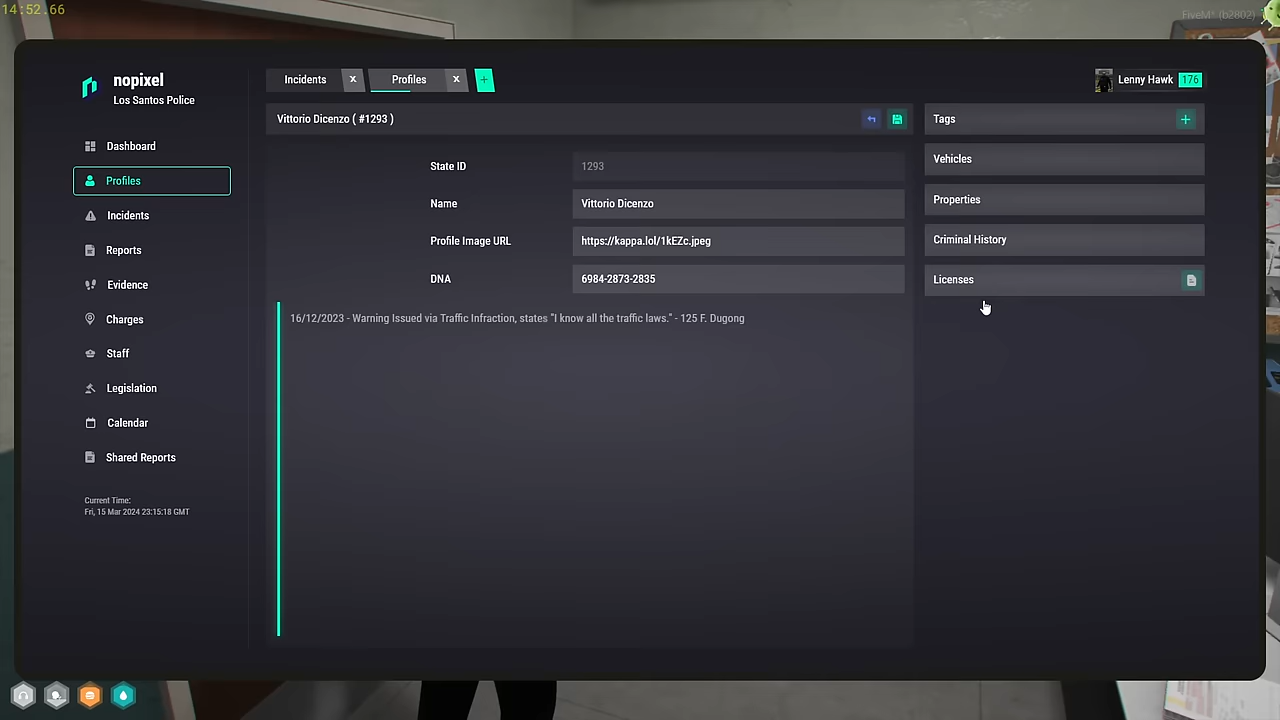 14:52.66
FiveM® (b2802)
nopixel
Los Santos Police
Incidents x Profiles x +
Lenny Hawk 176
Dashboard
Profiles
Incidents
Reports
Evidence
Charges
Staff
Legislation
Calendar
Shared Reports
Current Time:
Fri, 15 Mar 2024 23:15:18 GMT
Vittorio Dicenzo ( #1293 )
State ID 1293
Name Vittorio Dicenzo
Profile Image URL https://kappa.lol/1kEZc.jpeg
DNA 6984-2873-2835
16/12/2023 - Warning Issued via Traffic Infraction, states "I know all the traffic laws." - 125 F. Dugong
Tags +
Vehicles
Properties
Criminal History
Licenses